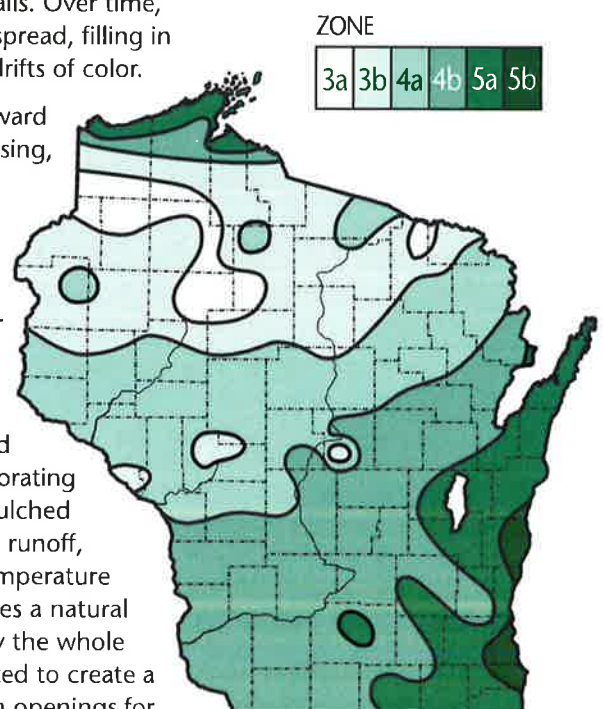 alls. Over time,
spread, filling in
drifts of color.
ward
sing,
d
orating
ulched
runoff,
mperature
es a natural
y the whole
ed to create a
openings for
ZONE
3a 3b 4a 4b 5a 5b